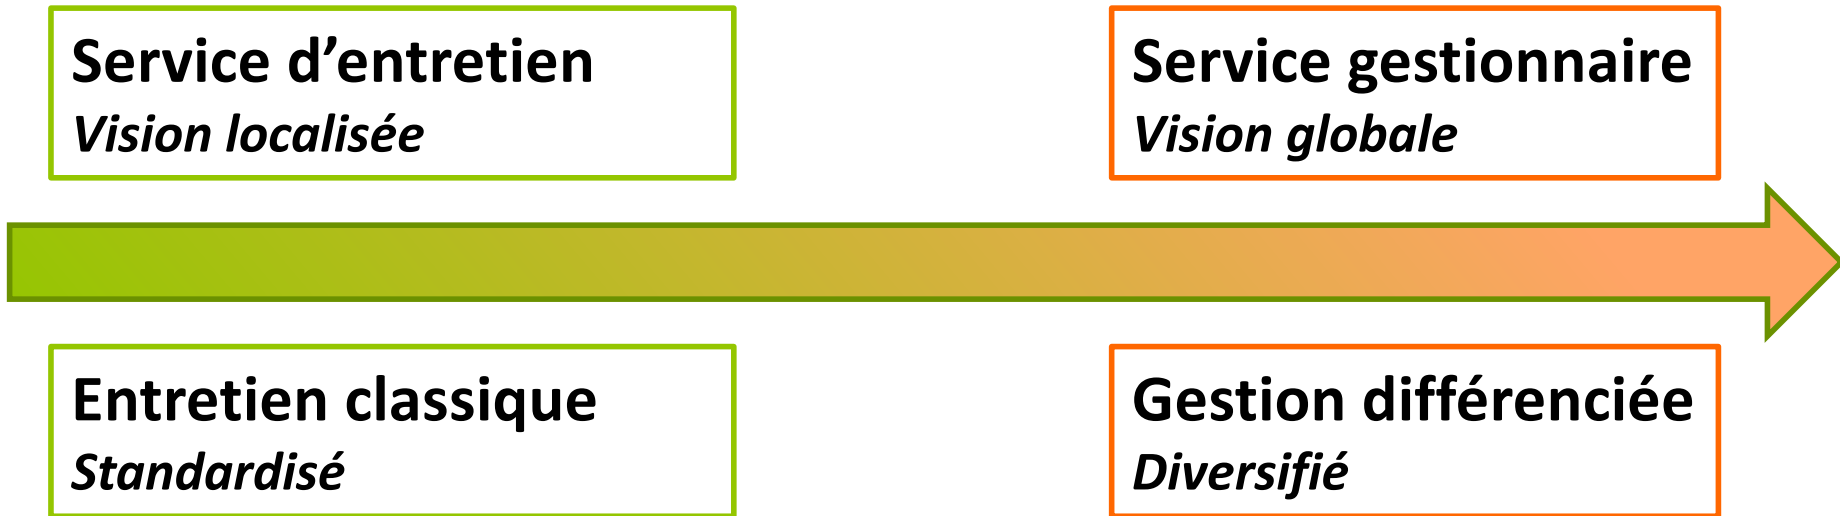 Service d’entretien
Vision localisée
Service gestionnaire
Vision globale
Entretien classique
Standardisé
Gestion différenciée
Diversifié